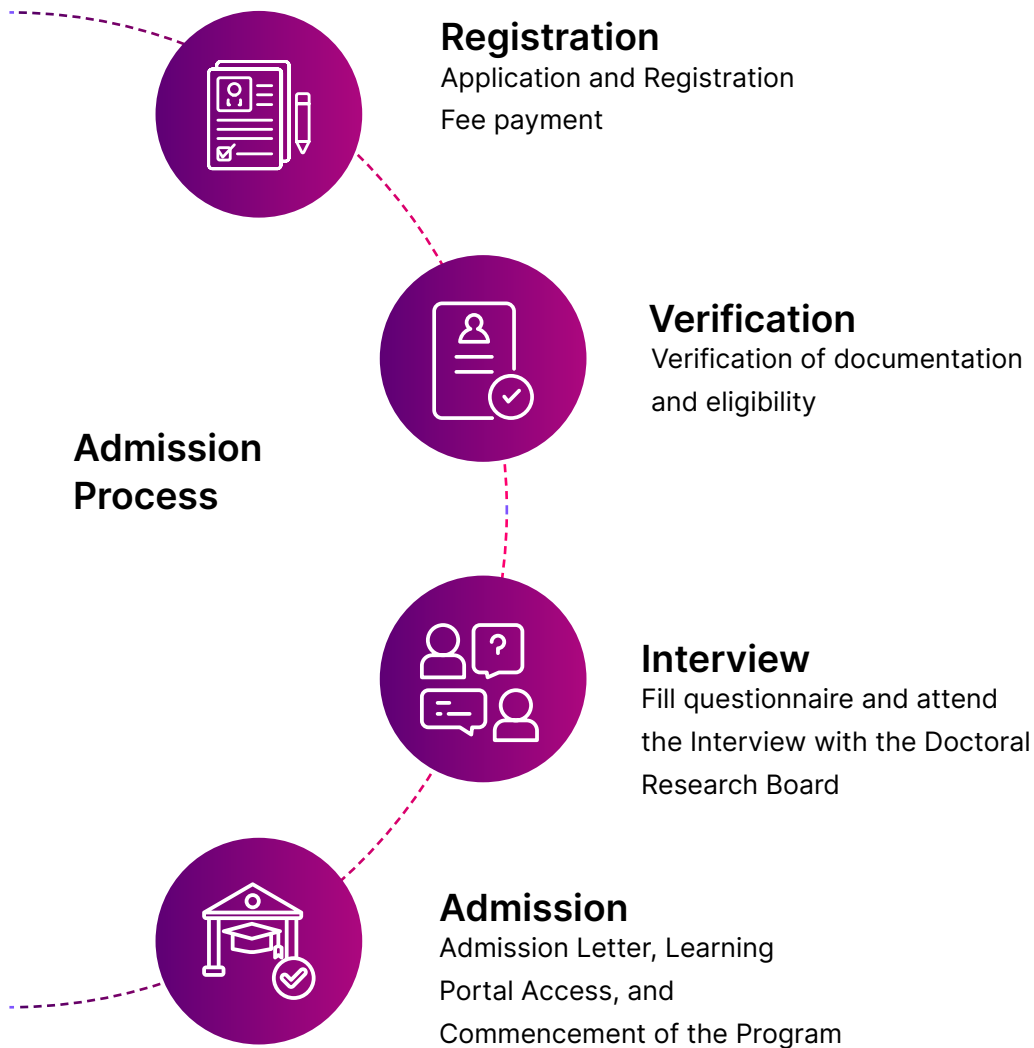 Registration
Application and Registration
Fee payment
Verification
Verification of documentation
and eligibility
Admission
Process
Interview
Fill questionnaire and attend
the Interview with the Doctoral
Research Board
Admission
Admission Letter, Learning
Portal Access, and
Commencement of the Program